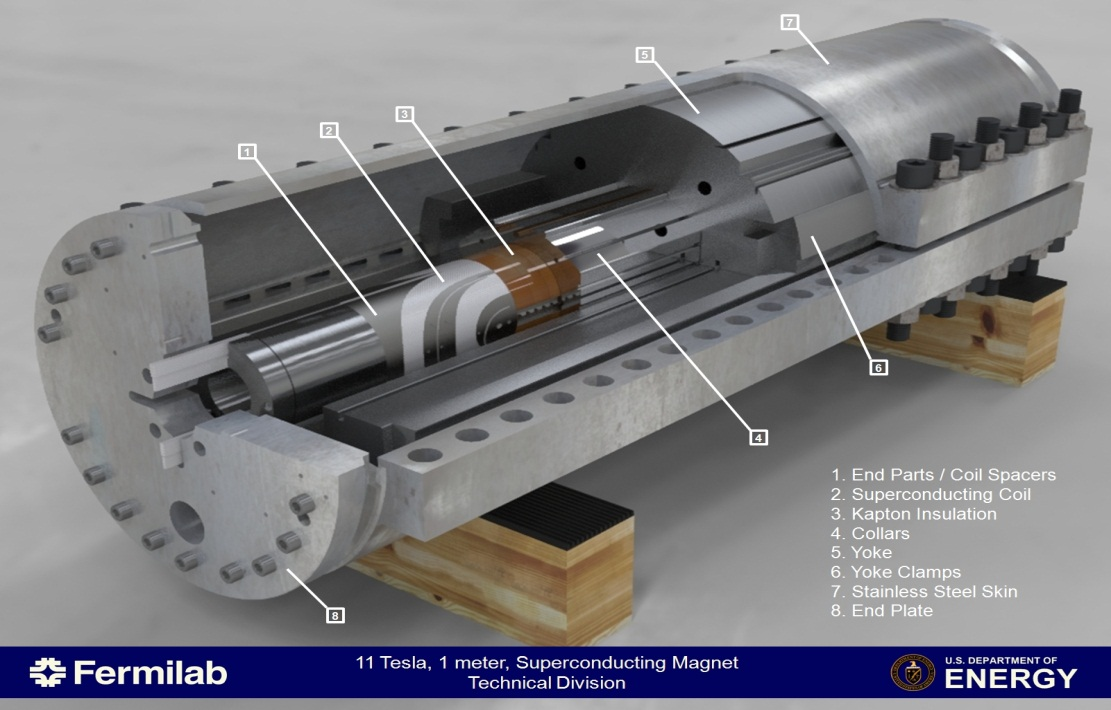 7
5
3
2
1
6
4
1. End Parts / Coil Spacers
2. Superconducting Coil
3. Kapton Insulation
4. Collars
5. Yoke
6. Yoke Clamps
7. Stainless Steel Skin
8. End Plate
8
Fermilab
11 Tesla, 1 meter, Superconducting Magnet
Technical Division
U.S. DEPARTMENT OF
ENERGY